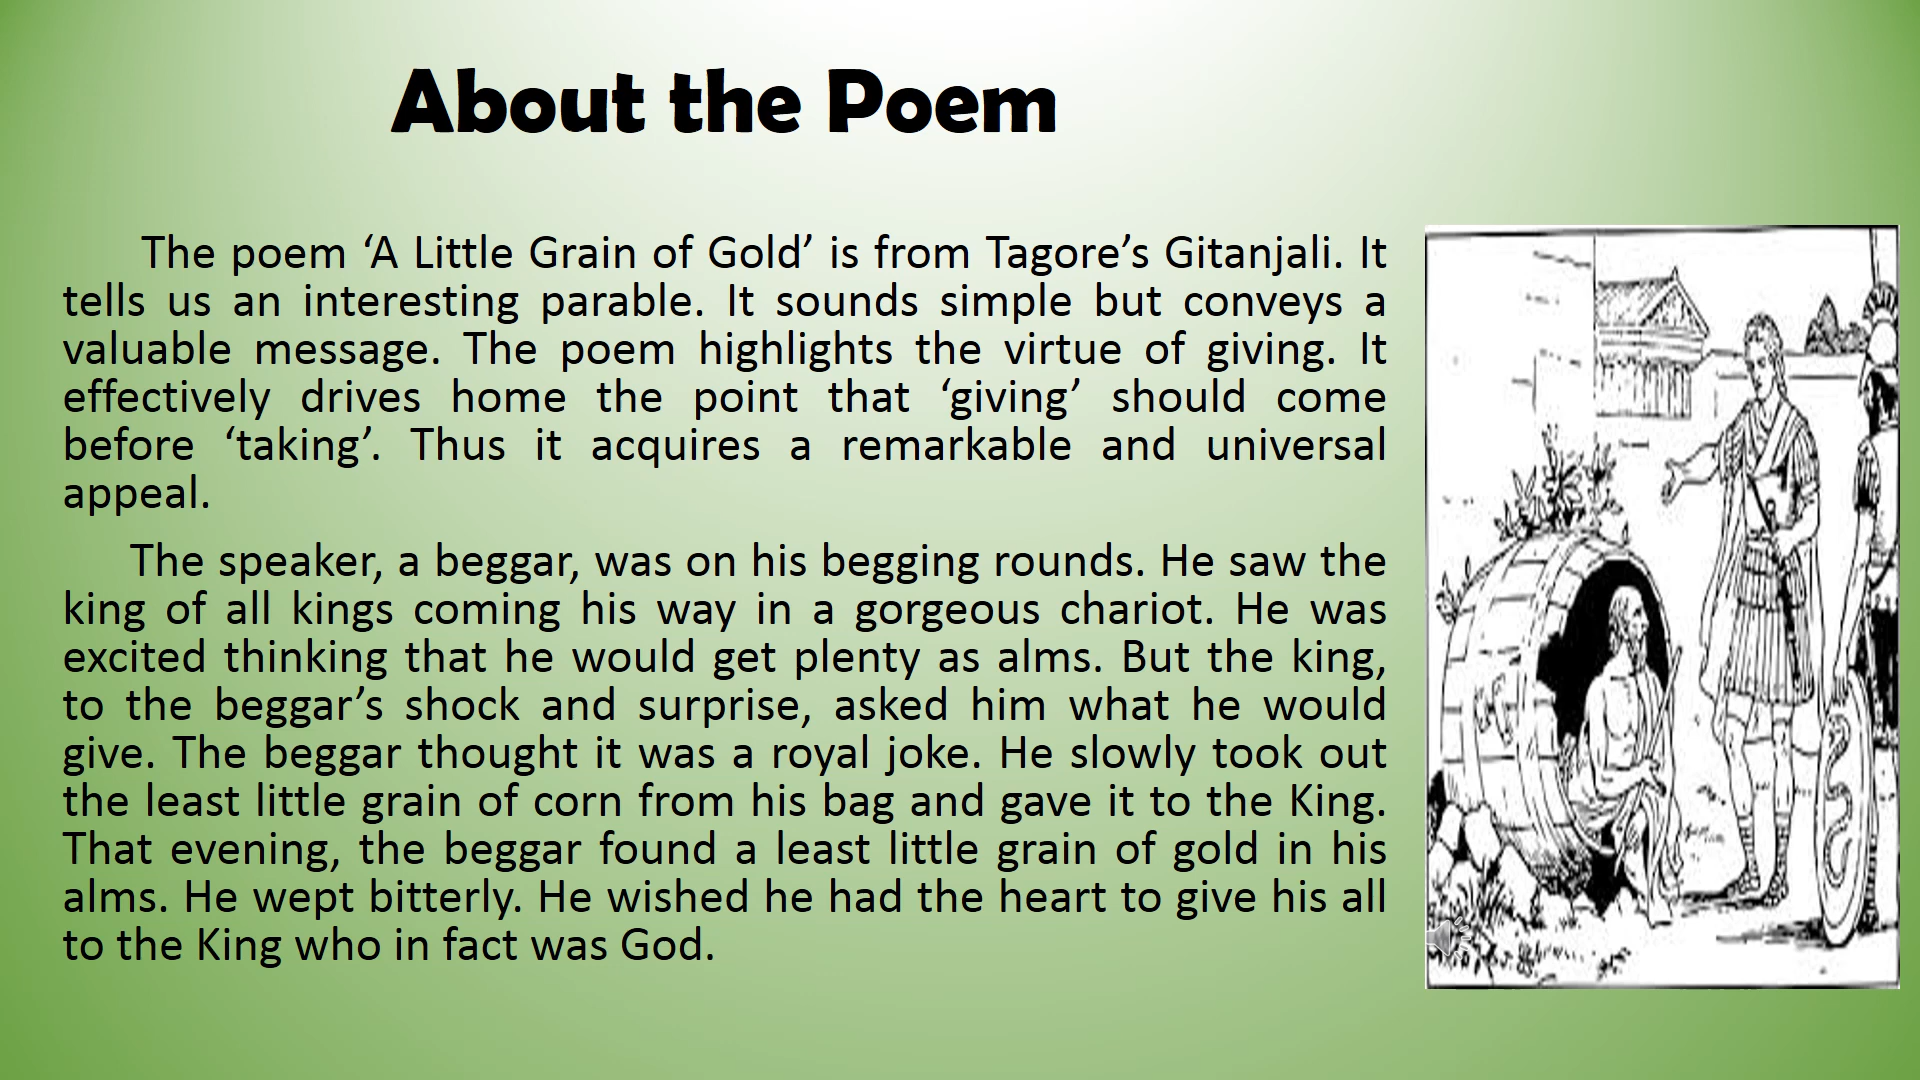 About the Poem
The poem ‘A Little Grain of Gold’ is from Tagore’s Gitanjali. It
tells us an interesting parable. It sounds simple but conveys a
valuable message. The poem highlights the virtue of giving. It
effectively drives home the point that ‘giving’ should come
before ‘taking’. Thus it acquires a remarkable and universal
appeal.
The speaker, a beggar, was on his begging rounds. He saw the
king of all kings coming his way in a gorgeous chariot. He was
excited thinking that he would get plenty as alms. But the king,
to the beggar’s shock and surprise, asked him what he would
give. The beggar thought it was a royal joke. He slowly took out
the least little grain of corn from his bag and gave it to the King.
That evening, the beggar found a least little grain of gold in his
alms. He wept bitterly. He wished he had the heart to give his all
to the King who in fact was God.